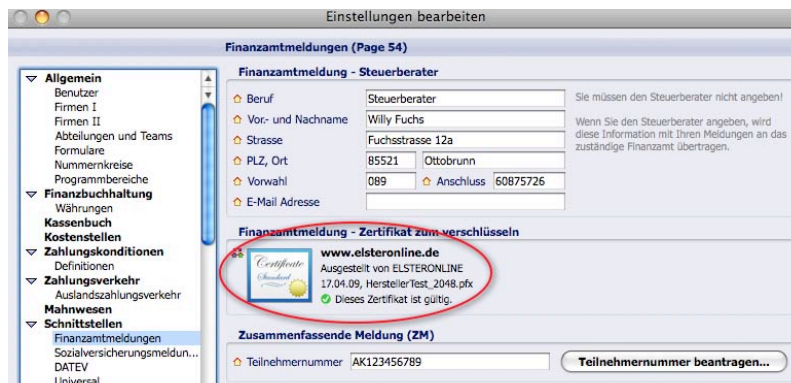 Einstellungen bearbeiten
Finanzamtmeldungen (Page 54)
Allgemein
Benutzer
Firmen I
Firmen II
Abteilungen und Teams
Formulare
Nummernkreise
Programmbereiche
Finanzbuchhaltung
Währungen
Kassenbuch
Kostenstellen
Zahlungskonditionen
Definitionen
Zahlungsverkehr
Auslandszahlungsverkehr
Mahnwesen
Schnittstellen
Finanzamtmeldungen
Sozialversicherungsmeldun...
DATEV
Universal
Finanzamtmeldung - Steuerberater
Beruf Steuerberater
Vor.- und Nachname Willy Fuchs
Strasse Fuchsstrasse 12a
PLZ, Ort 85521 Ottobrunn
Vorwahl 089 Anschluss 60875726
E-Mail Adresse
Sie müssen den Steuerberater nicht angeben!
Wenn Sie den Steuerberater angeben, wird
diese Information mit Ihren Meldungen an das
zuständige Finanzamt übertragen.
Finanzamtmeldung - Zertifikat zum verschlüsseln
Certificate
Standard
www.elsteronline.de
Ausgestellt von ELSTERONLINE
17.04.09, HerstellerTest_2048.pfx
Dieses Zertifikat ist gültig.
Zusammenfassende Meldung (ZM)
Teilnehmernummer AK123456789 Teilnehmernummer beantragen...